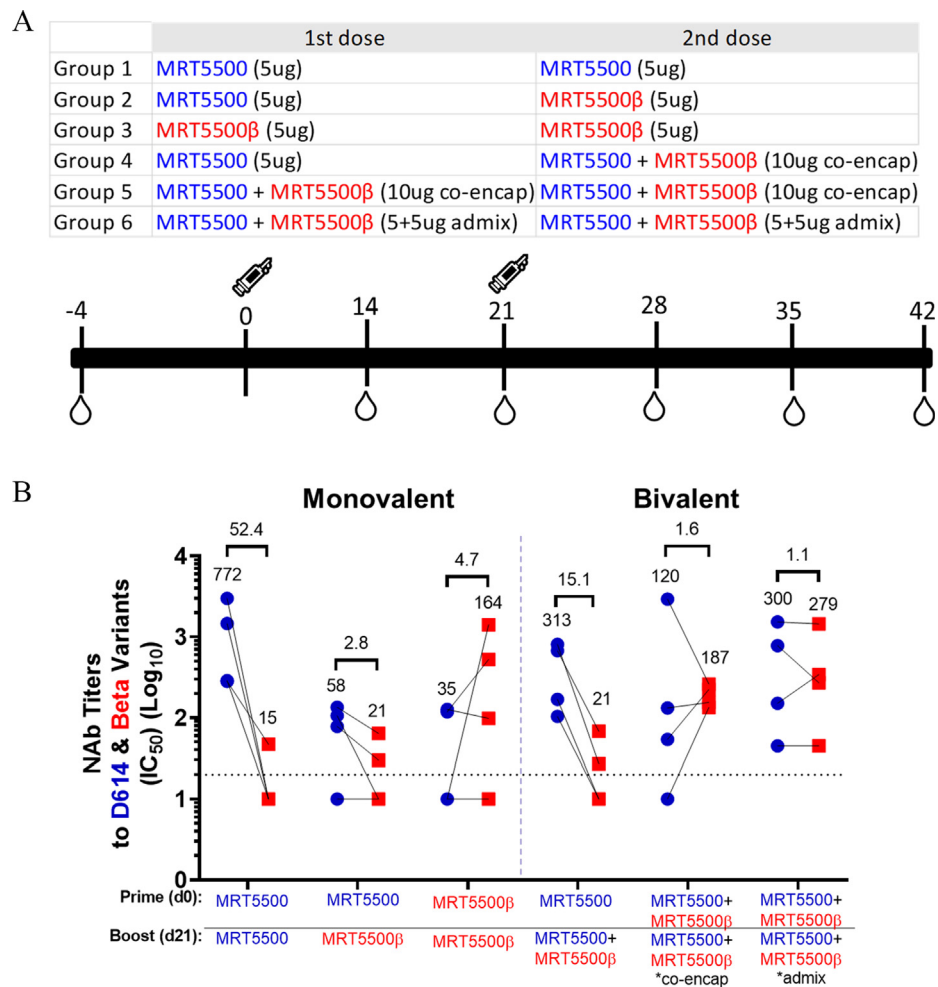 A
1st dose 2nd dose
Group 1 MRT5500 (5ug) MRT5500 (5ug)
Group 2 MRT5500 (5ug) MRT5500β (5ug)
Group 3 MRT5500β (5ug) MRT5500β (5ug)
Group 4 MRT5500 (5ug) MRT5500 + MRT5500β (10ug co-encap)
Group 5 MRT5500 + MRT5500β (10ug co-encap) MRT5500 + MRT5500β (10ug co-encap)
Group 6 MRT5500 + MRT5500β (5+5ug admix) MRT5500 + MRT5500β (5+5ug admix)
-4 0 14 21 28 35 42
B
Monovalent Bivalent
52.4 2.8 4.7 15.1 1.6 1.1
772 15 58 21 35 164 313 21 120 187 300 279
NAb Titers
to D614 & Beta Variants
(IC50) (Log10)
4
3
2
1
0
Prime (d0): MRT5500 MRT5500 MRT5500β MRT5500 MRT5500+ MRT5500+
MRT5500β MRT5500β
Boost (d21): MRT5500 MRT5500β MRT5500β MRT5500+ MRT5500+ MRT5500+
MRT5500β MRT5500β MRT5500β
*co-encap *admix